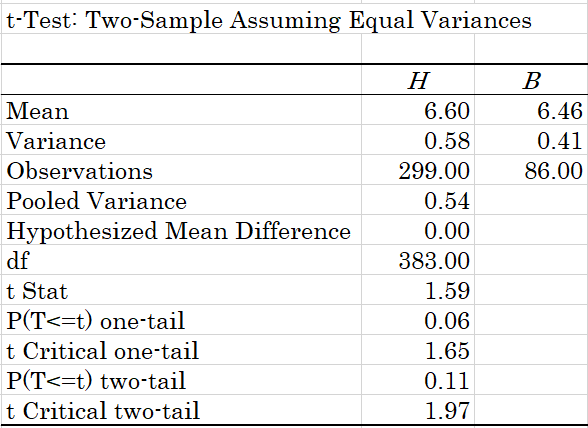 t-Test: Two-Sample Assuming Equal Variances
H B
Mean 6.60 6.46
Variance 0.58 0.41
Observations 299.00 86.00
Pooled Variance 0.54
Hypothesized Mean Difference 0.00
df 383.00
t Stat 1.59
P(T<=t) one-tail 0.06
t Critical one-tail 1.65
P(T<=t) two-tail 0.11
t Critical two-tail 1.97